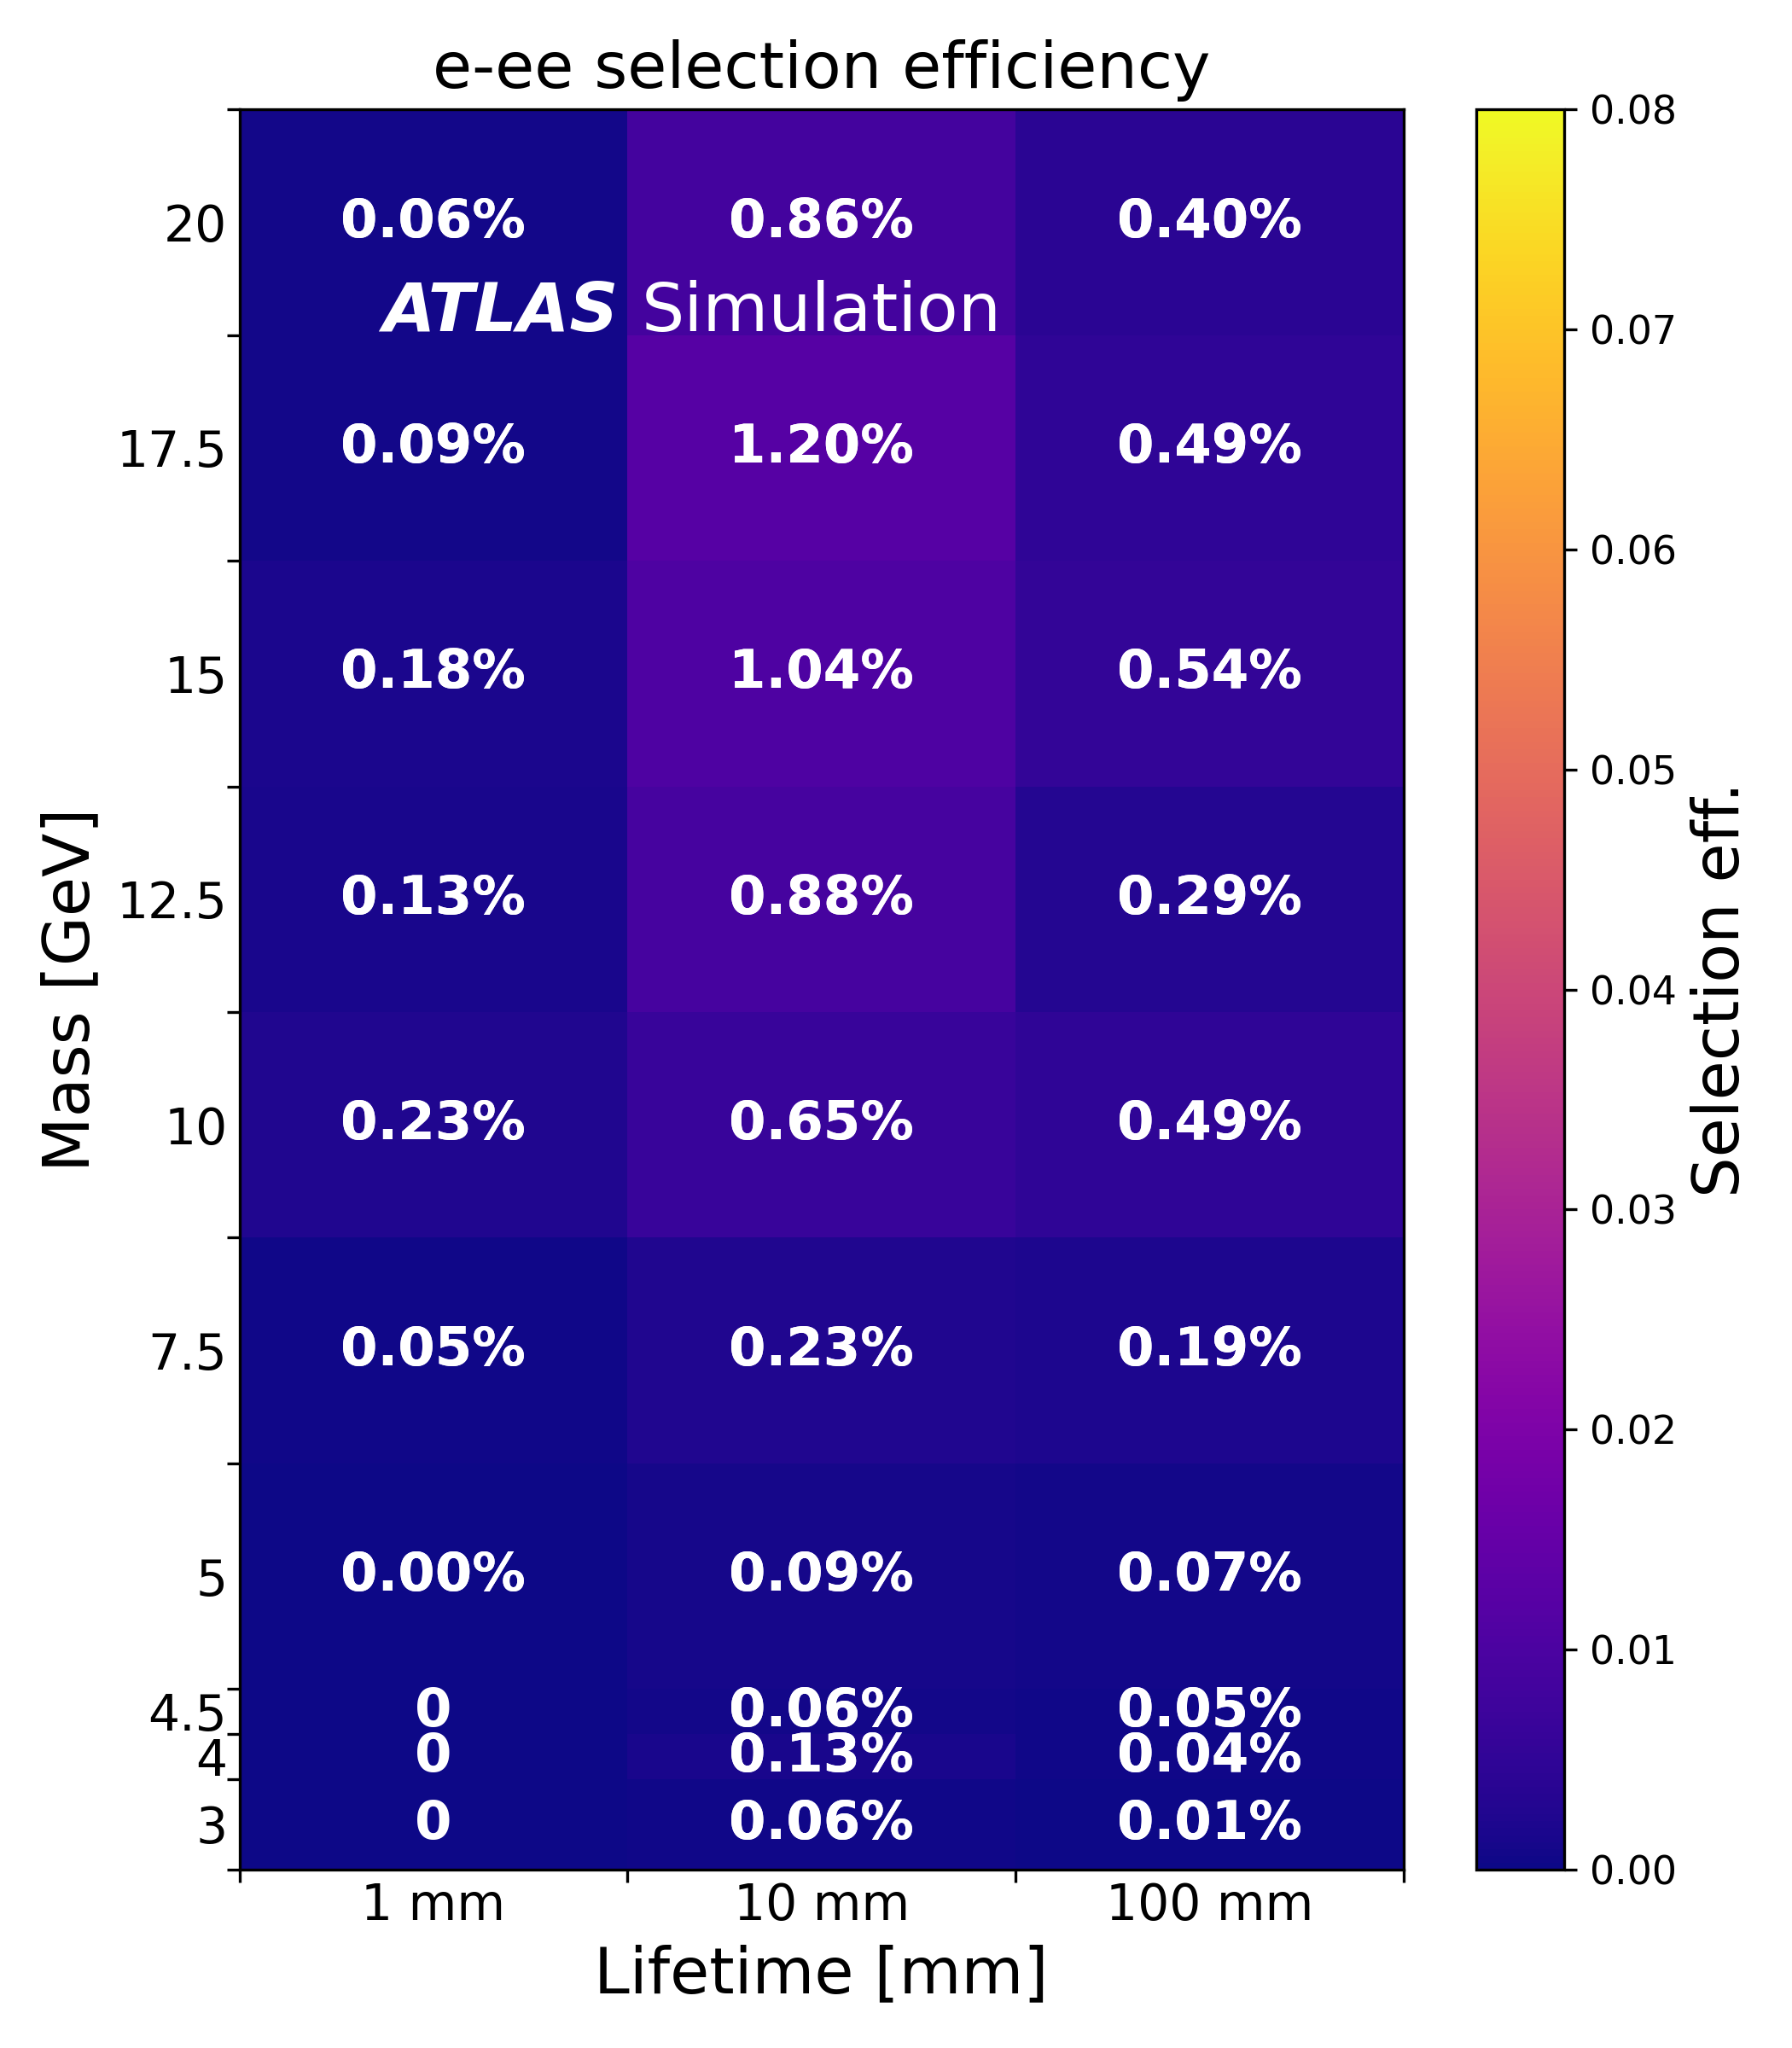 e-ee selection efficiency
20 0.06% 0.86% 0.40% 0.08
ATLAS Simulation
0.07
17.5 0.09% 1.20% 0.49%
0.06
15 0.18% 1.04% 0.54%
0.05
12.5 0.13% 0.88% 0.29%
0.04
10 0.23% 0.65% 0.49%
0.03
7.5 0.05% 0.23% 0.19%
0.02
5 0.00% 0.09% 0.07%
0.01
4.5 0 0.06% 0.05%
4 0 0.13% 0.04%
3 0 0.06% 0.01%
0.00
1 mm 10 mm 100 mm
Lifetime [mm]
Mass [GeV]
Selection eff.